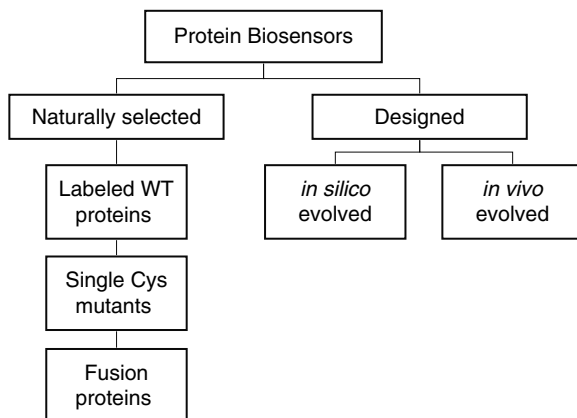 Protein Biosensors
Naturally selected
Designed
Labeled WT
proteins
in silico
evolved
in vivo
evolved
Single Cys
mutants
Fusion
proteins